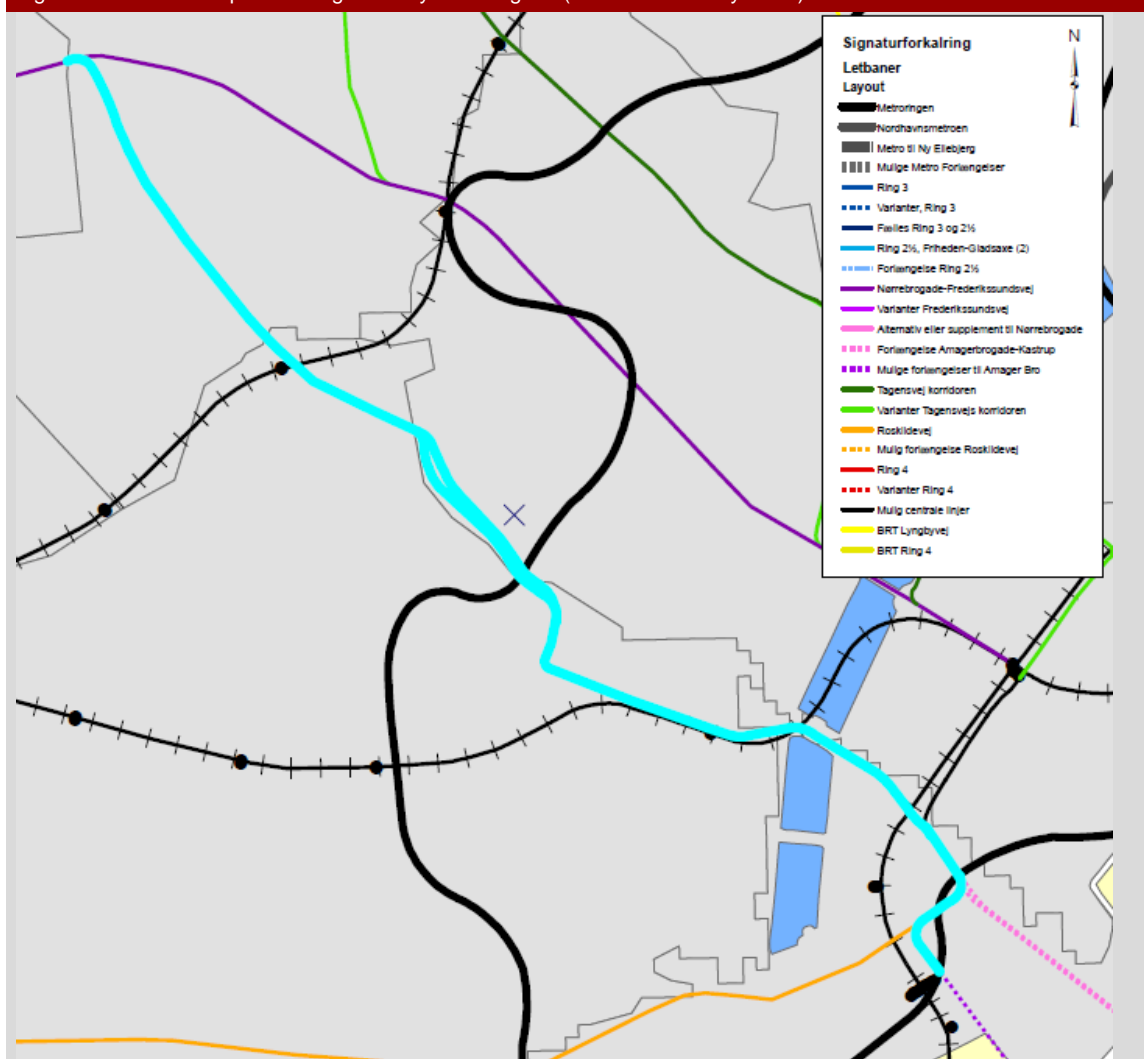 N
Signaturforkalring
Letbaner
Layout
Metroringen
Nordhavnsmetroen
Metro til Ny Ellebjerg
Mulige Metro Forlængelser
Ring 3
Varianter, Ring 3
Fælles Ring 3 og 2½
Ring 2½, Friheden-Gladsaxe (2)
Forlængelse Ring 2½
Nørrebrogade-Frederikssundsvej
Varianter Frederikssundsvej
Alternativ eller supplement til Nørrebrogade
Forlængelse Amagerbrogade-Kastrup
Mulige forlængelser til Amager Bro
Tagensvej korridoren
Varianter Tagensvejs korridoren
Roskildevej
Mulig forlængelse Roskildevej
Ring 4
Varianter Ring 4
Mulig centrale linjer
BRT Lyngbyvej
BRT Ring 4